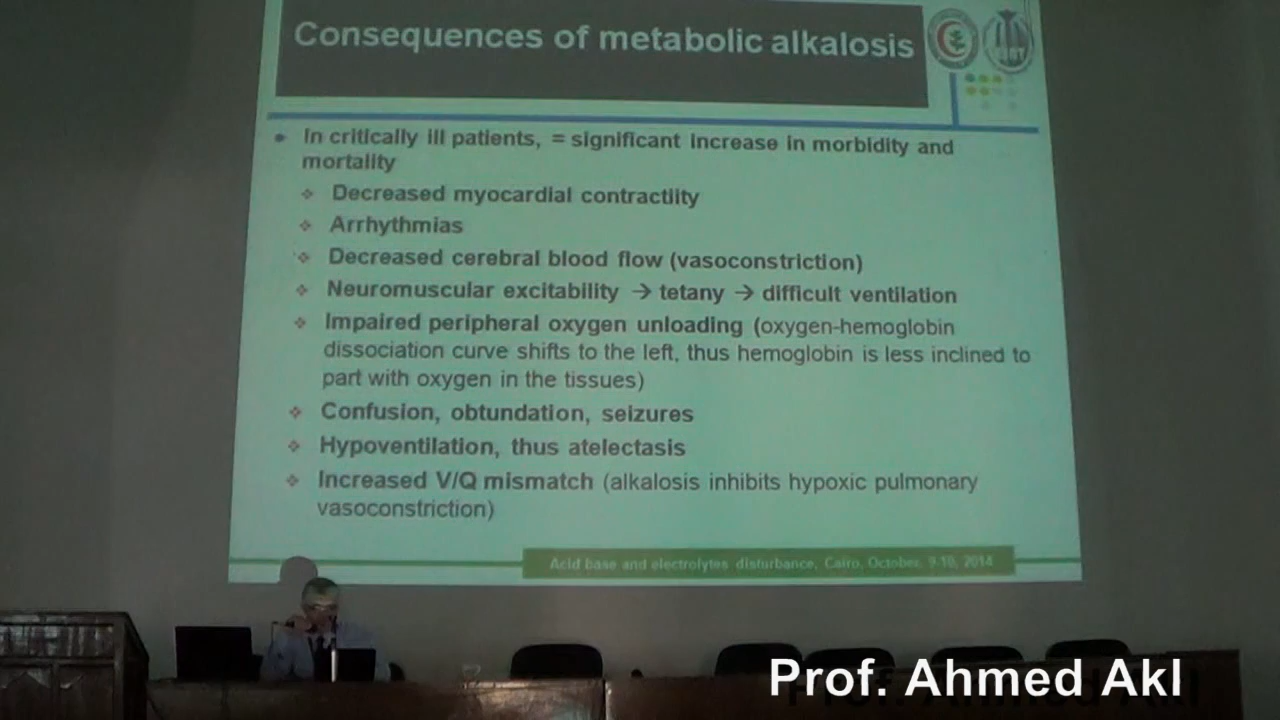 Consequences of metabolic alkalosis
In critically ill patients, = significant increase in morbidity and
mortality
Decreased myocardial contractility
Arrhythmias
Decreased cerebral blood flow (vasoconstriction)
Neuromuscular excitability → tetany → difficult ventilation
Impaired peripheral oxygen unloading (oxygen-hemoglobin
dissociation curve shifts to the left, thus hemoglobin is less inclined to
part with oxygen in the tissues)
Confusion, obtundation, seizures
Hypoventilation, thus atelectasis
Increased V/Q mismatch (alkalosis inhibits hypoxic pulmonary
vasoconstriction)
Acid base and electrolytes disturbance, Cairo, October, 9-10, 2014
Prof. Ahmed Akl